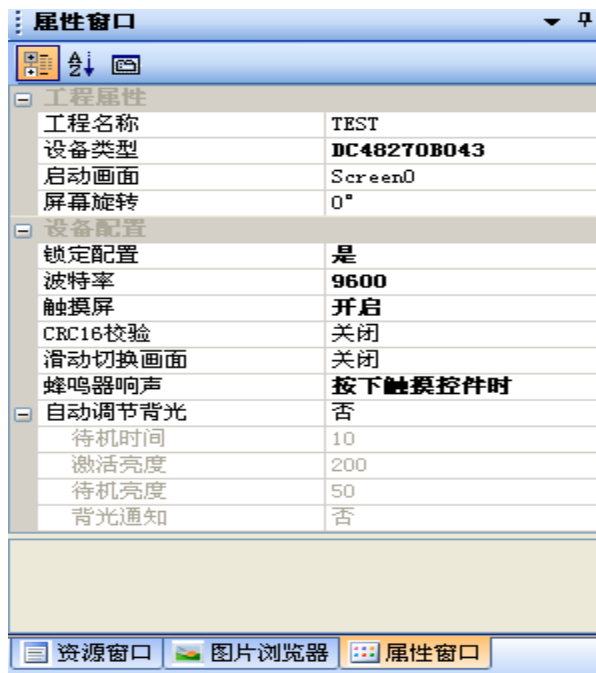 属性窗口
工程属性
工程名称 TEST
设备类型 DC48270B043
启动画面 Screen0
屏幕旋转 0°
设备配置
锁定配置 是
波特率 9600
触摸屏 开启
CRC16校验 关闭
滑动切换画面 关闭
蜂鸣器响声 按下触摸控件时
自动调节背光 否
待机时间 10
激活亮度 200
待机亮度 50
背光通知 否
资源窗口 图片浏览器 属性窗口